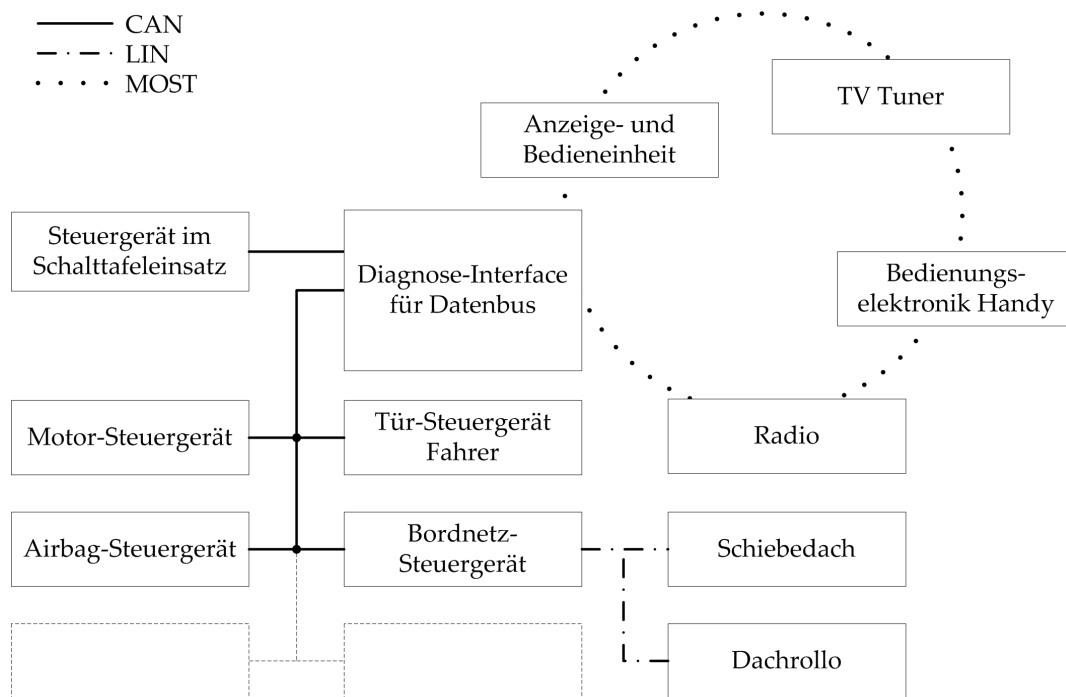 CAN
LIN
MOST
TV Tuner
Anzeige- und
Bedieneinheit
Steuergerät im
Schalttafeleinsatz
Diagnose-Interface
für Datenbus
Bedienungs-
elektronik Handy
Motor-Steuergerät
Tür-Steuergerät
Fahrer
Radio
Airbag-Steuergerät
Bordnetz-
Steuergerät
Schiebedach
Dachrollo